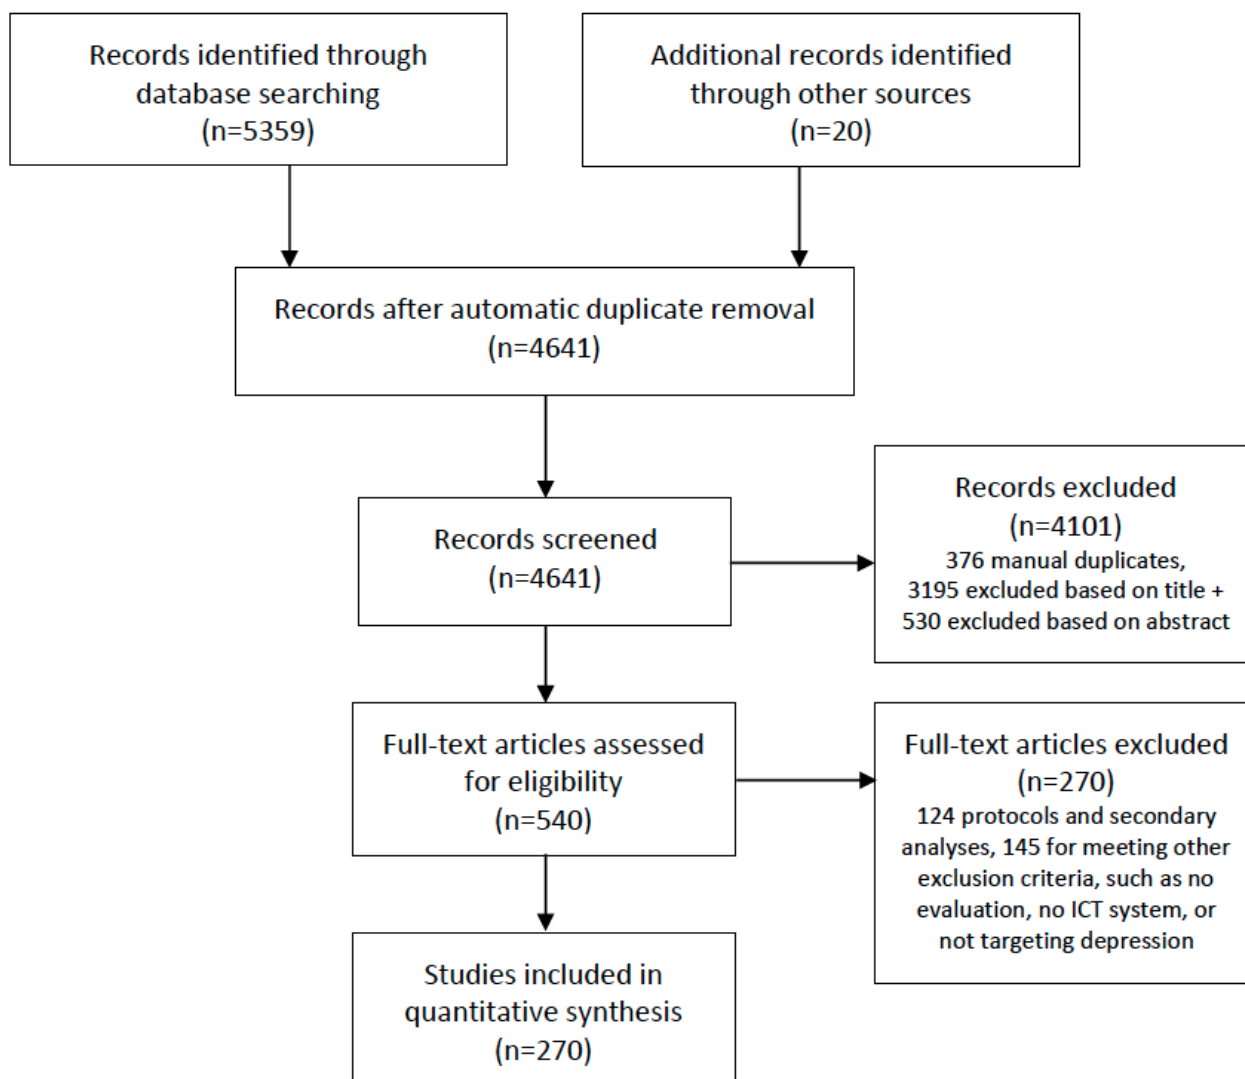 Records identified through
database searching
(n=5359)
Additional records identified
through other sources
(n=20)
Records after automatic duplicate removal
(n=4641)
Records screened
(n=4641)
Records excluded
(n=4101)
376 manual duplicates,
3195 excluded based on title +
530 excluded based on abstract
Full-text articles assessed
for eligibility
(n=540)
Full-text articles excluded
(n=270)
124 protocols and secondary
analyses, 145 for meeting other
exclusion criteria, such as no
evaluation, no ICT system, or
not targeting depression
Studies included in
quantitative synthesis
(n=270)